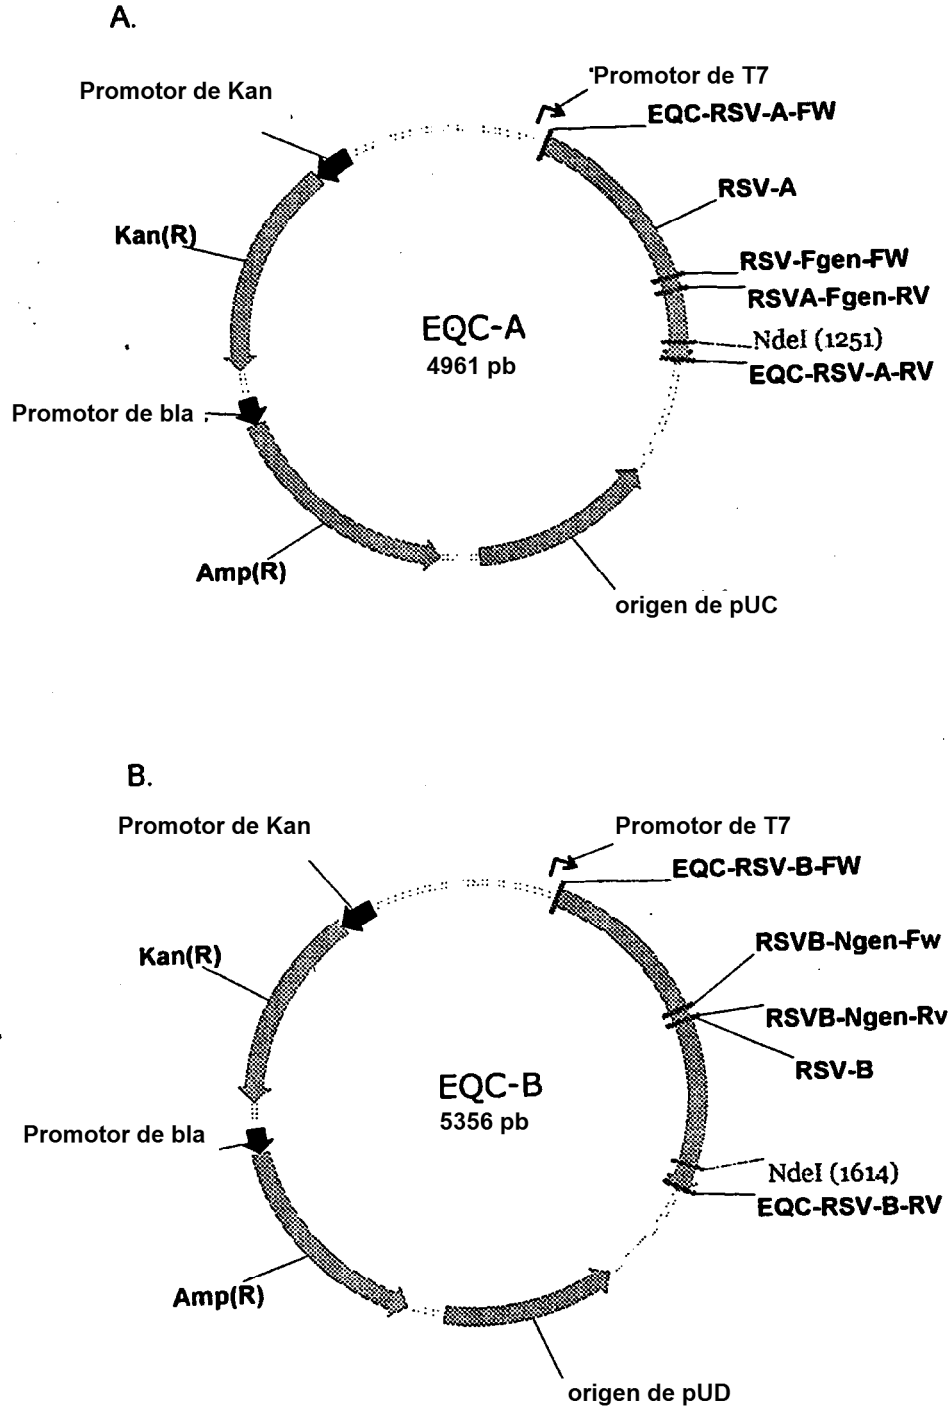 A.
Promotor de Kan
Promotor de T7
EQC-RSV-A-FW
RSV-A
Kan(R)
RSV-Fgen-FW
RSVA-Fgen-RV
EQC-A
4961 pb
NdeI (1251)
EQC-RSV-A-RV
Promotor de bla
Amp(R)
origen de pUC
B.
Promotor de Kan
Promotor de T7
EQC-RSV-B-FW
RSVB-Ngen-Fw
Kan(R)
RSVB-Ngen-Rv
RSV-B
EQC-B
5356 pb
Promotor de bla
NdeI (1614)
EQC-RSV-B-RV
Amp(R)
origen de pUD